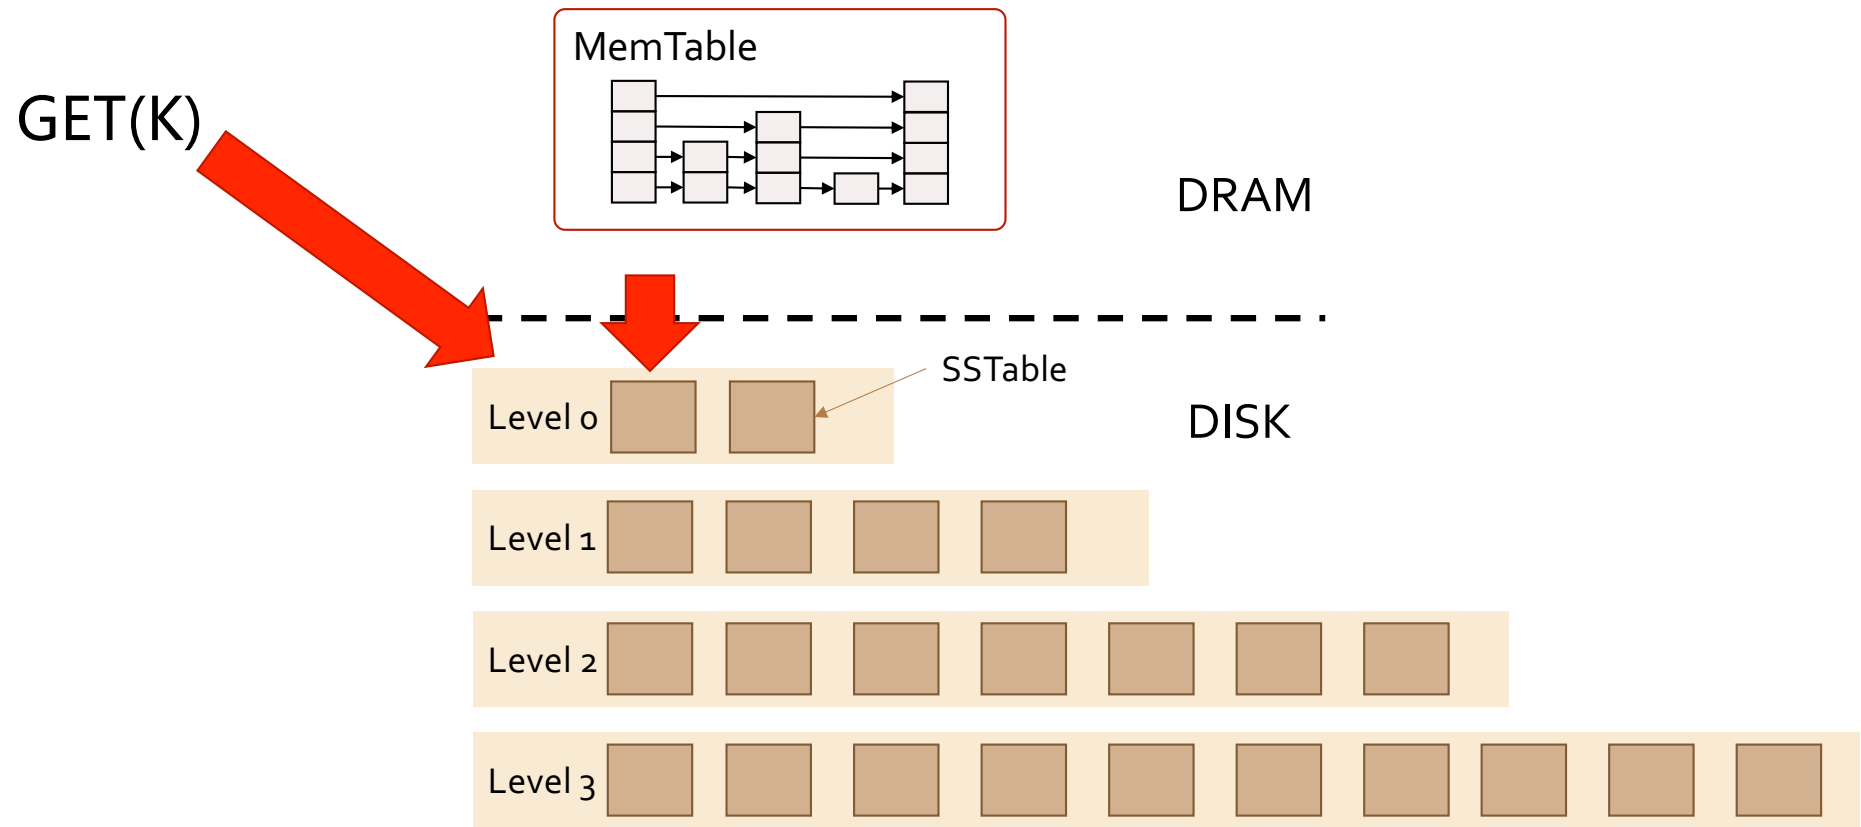 MemTable
GET(K)
DRAM
SSTable
Level 0
DISK
Level 1
Level 2
Level 3